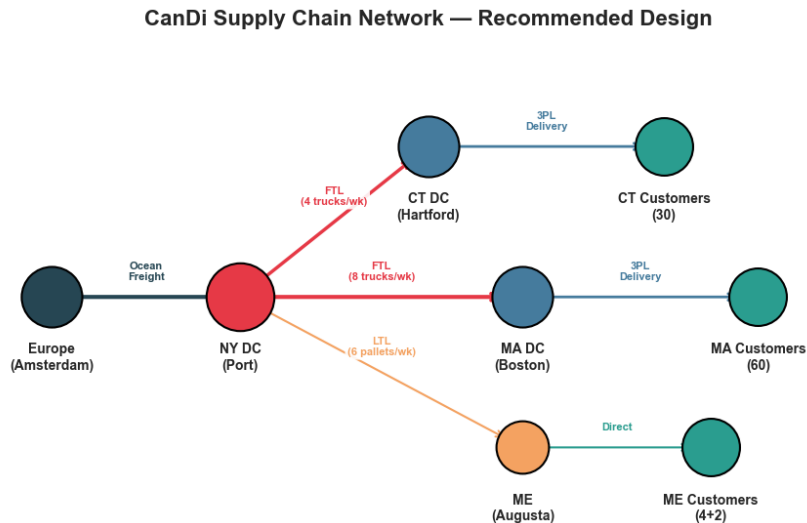 CanDi Supply Chain Network — Recommended Design
3PL
Delivery
FTL
(4 trucks/wk)
CT DC
(Hartford)
CT Customers
(30)
Ocean
Freight
FTL
(8 trucks/wk)
3PL
Delivery
Europe
(Amsterdam)
NY DC
(Port)
LTL
(6 pallets/wk)
MA DC
(Boston)
MA Customers
(60)
Direct
ME
(Augusta)
ME Customers
(4+2)